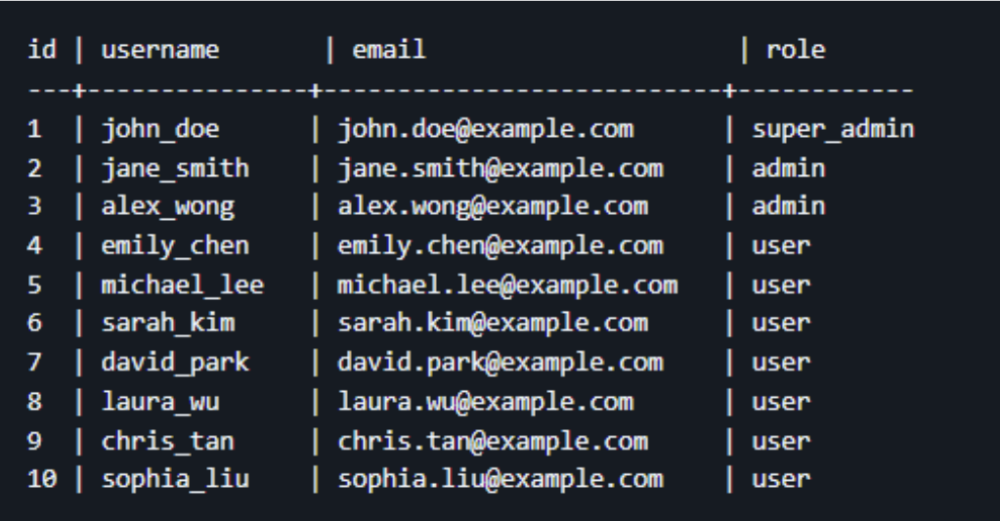 id | username       | email                     | role
---+---------------+---------------------------+------------
1  | john_doe      | john.doe@example.com      | super_admin
2  | jane_smith    | jane.smith@example.com    | admin
3  | alex_wong     | alex.wong@example.com     | admin
4  | emily_chen    | emily.chen@example.com    | user
5  | michael_lee   | michael.lee@example.com   | user
6  | sarah_kim     | sarah.kim@example.com     | user
7  | david_park    | david.park@example.com    | user
8  | laura_wu      | laura.wu@example.com      | user
9  | chris_tan     | chris.tan@example.com     | user
10 | sophia_liu    | sophia.liu@example.com    | user